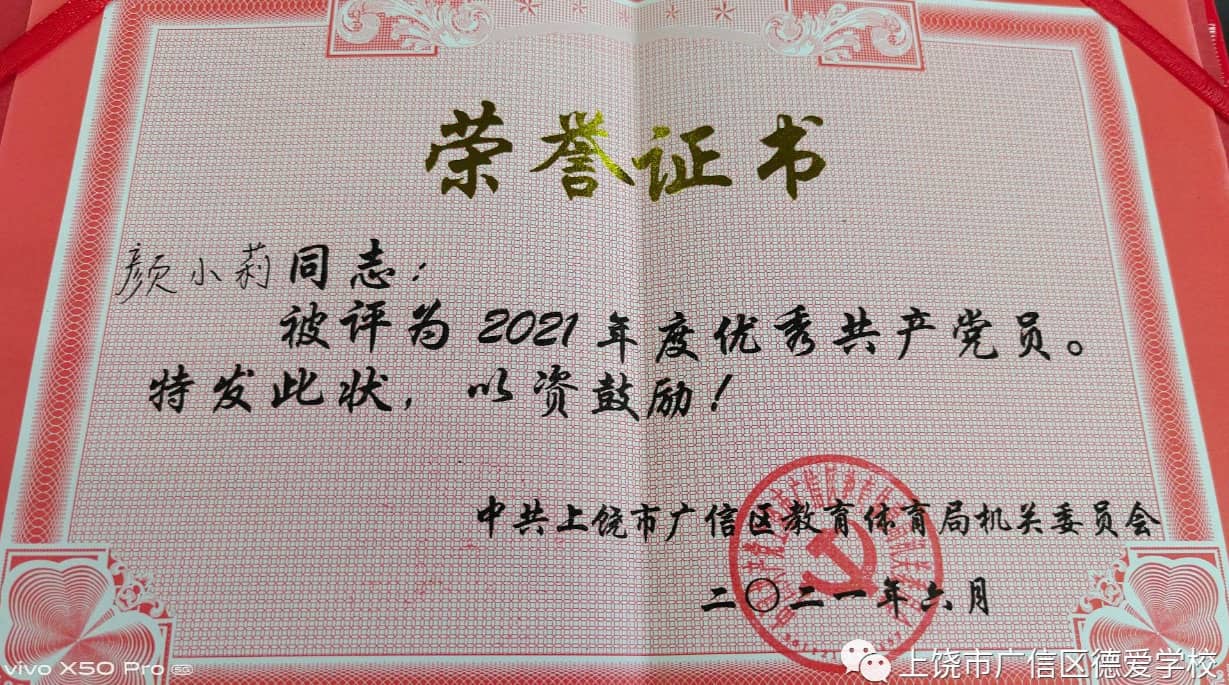 荣誉证书
颜小莉同志：
被评为2021年度优秀共产党员。
特发此状，以资鼓励！
中共上饶市广信区教育体育局机关委员会
二〇二一年六月
vivo X50 Pro 5G
上饶市广信区德爱学校